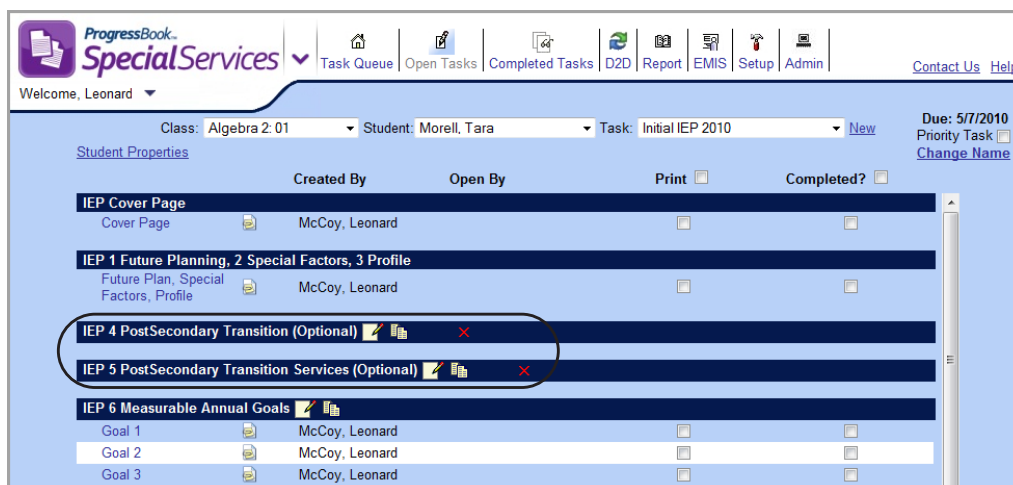 ProgressBook™
SpecialServices
Task Queue Open Tasks Completed Tasks D2D Report EMIS Setup Admin
Contact Us Help
Welcome, Leonard
Class: Algebra 2: 01 Student: Morell, Tara Task: Initial IEP 2010 New
Due: 5/7/2010
Priority Task
Change Name
Student Properties
Created By Open By Print Completed?
IEP Cover Page
Cover Page McCoy, Leonard
IEP 1 Future Planning, 2 Special Factors, 3 Profile
Future Plan, Special
Factors, Profile McCoy, Leonard
IEP 4 PostSecondary Transition (Optional)
IEP 5 PostSecondary Transition Services (Optional)
IEP 6 Measurable Annual Goals
Goal 1 McCoy, Leonard
Goal 2 McCoy, Leonard
Goal 3 McCoy, Leonard